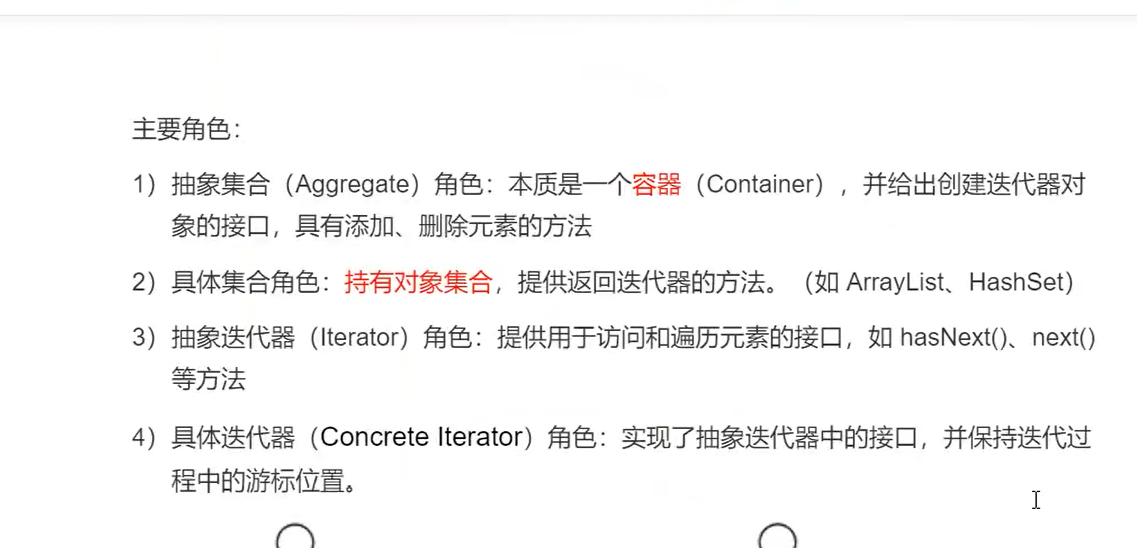 主要角色：
1）抽象集合（Aggregate）角色：本质是一个容器（Container），并给出创建迭代器对
象的接口，具有添加、删除元素的方法
2）具体集合角色：持有对象集合，提供返回迭代器的方法。（如 ArrayList、HashSet）
3）抽象迭代器（Iterator）角色：提供用于访问和遍历元素的接口，如 hasNext()、next()
等方法
4）具体迭代器（Concrete Iterator）角色：实现了抽象迭代器中的接口，并保持迭代过
程中的游标位置。